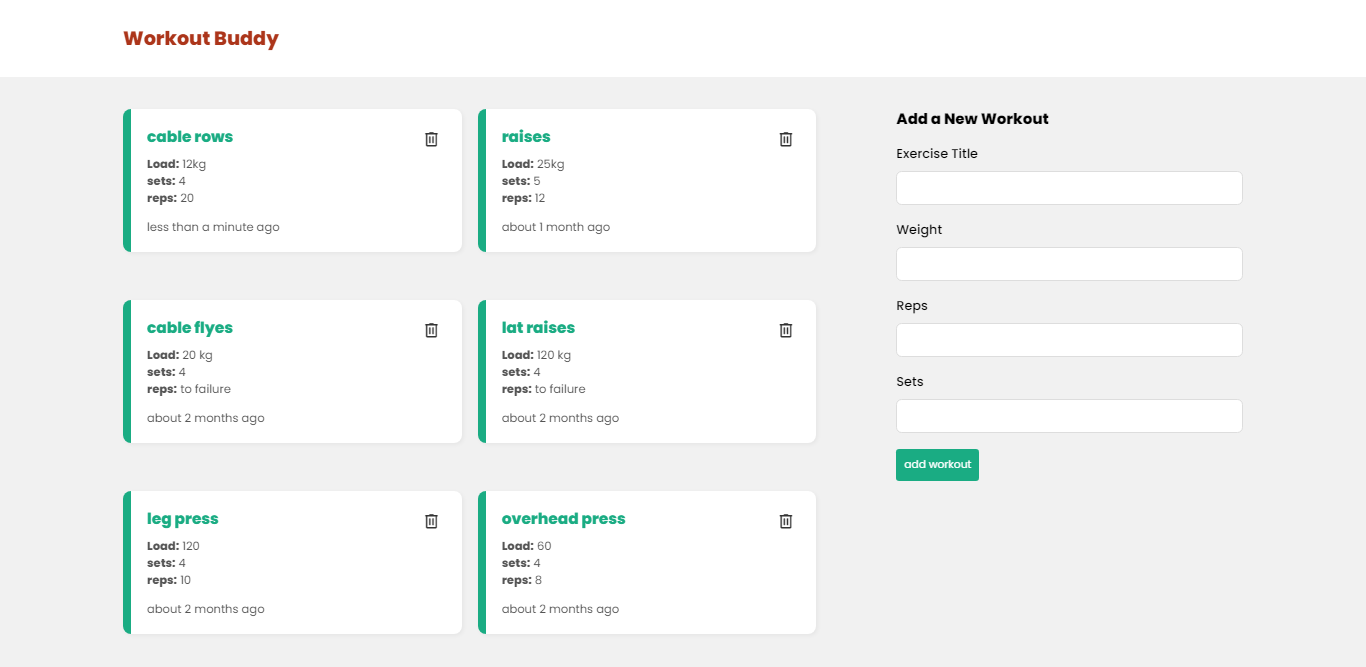 Workout Buddy
cable rows
Load: 12kg
sets: 4
reps: 20
less than a minute ago
raises
Load: 25kg
sets: 5
reps: 12
about 1 month ago
cable flyes
Load: 20 kg
sets: 4
reps: to failure
about 2 months ago
lat raises
Load: 120 kg
sets: 4
reps: to failure
about 2 months ago
leg press
Load: 120
sets: 4
reps: 10
about 2 months ago
overhead press
Load: 60
sets: 4
reps: 8
about 2 months ago
Add a New Workout
Exercise Title
Weight
Reps
Sets
add workout